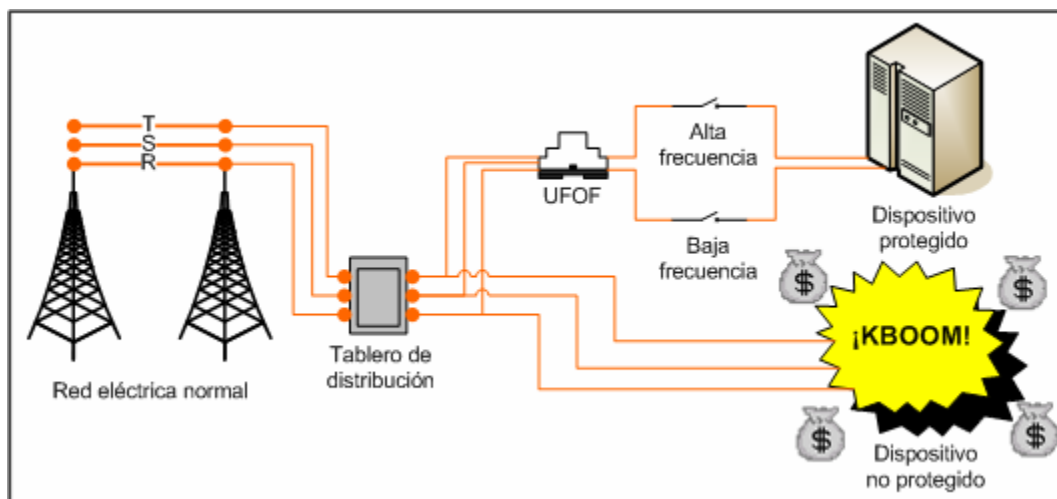 T
S
R
Red eléctrica normal
Tablero de
distribución
UFOF
Alta
frecuencia
Baja
frecuencia
Dispositivo
protegido
$
$
¡KBOOM!
$
$
Dispositivo
no protegido